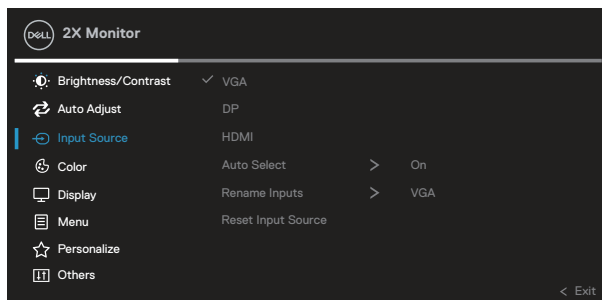 DELL 2X Monitor
Brightness/Contrast ✓ VGA
Auto Adjust DP
Input Source HDMI
Color Auto Select > On
Display Rename Inputs > VGA
Menu Reset Input Source
Personalize
Others
< Exit